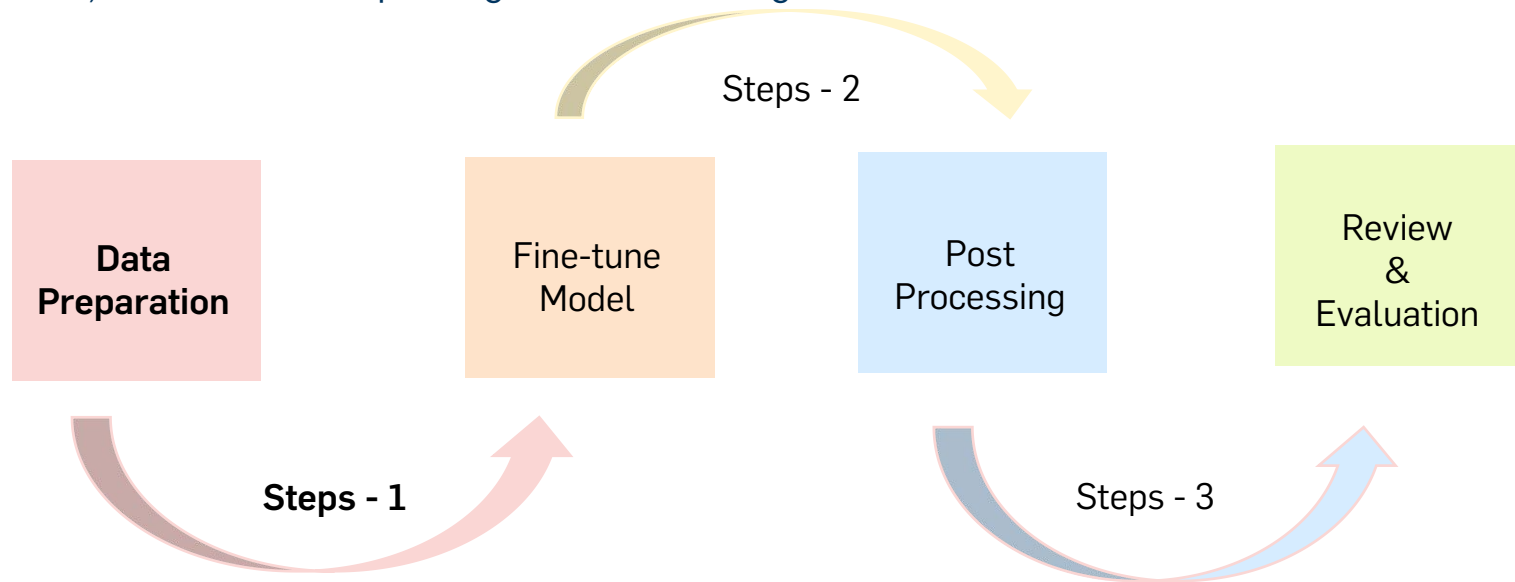 Steps - 2
Data
Preparation
Fine-tune
Model
Post
Processing
Review
&
Evaluation
Steps - 1
Steps - 3